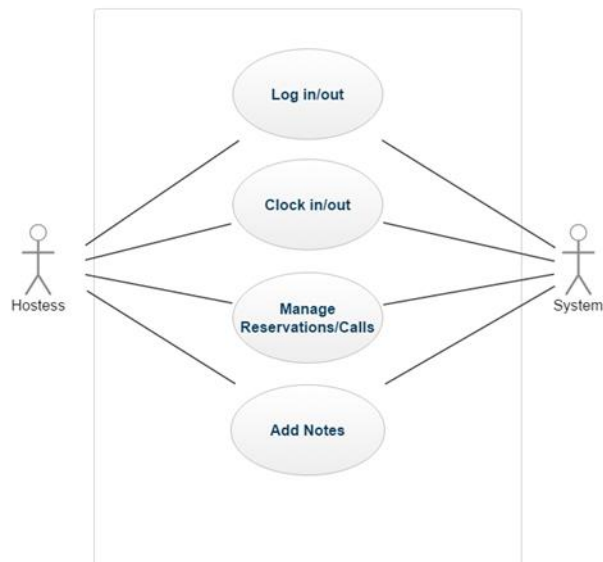 Log in/out
Clock in/out
Hostess
System
Manage
Reservations/Calls
Add Notes